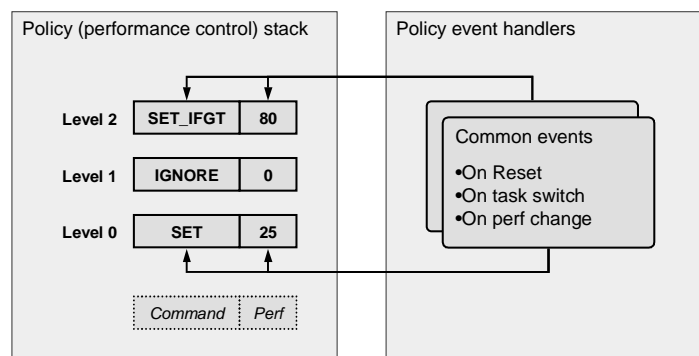 Policy (performance control) stack
Level 2 SET_IFGT 80
Level 1 IGNORE 0
Level 0 SET 25
Command Perf
Policy event handlers
Common events
•On Reset
•On task switch
•On perf change